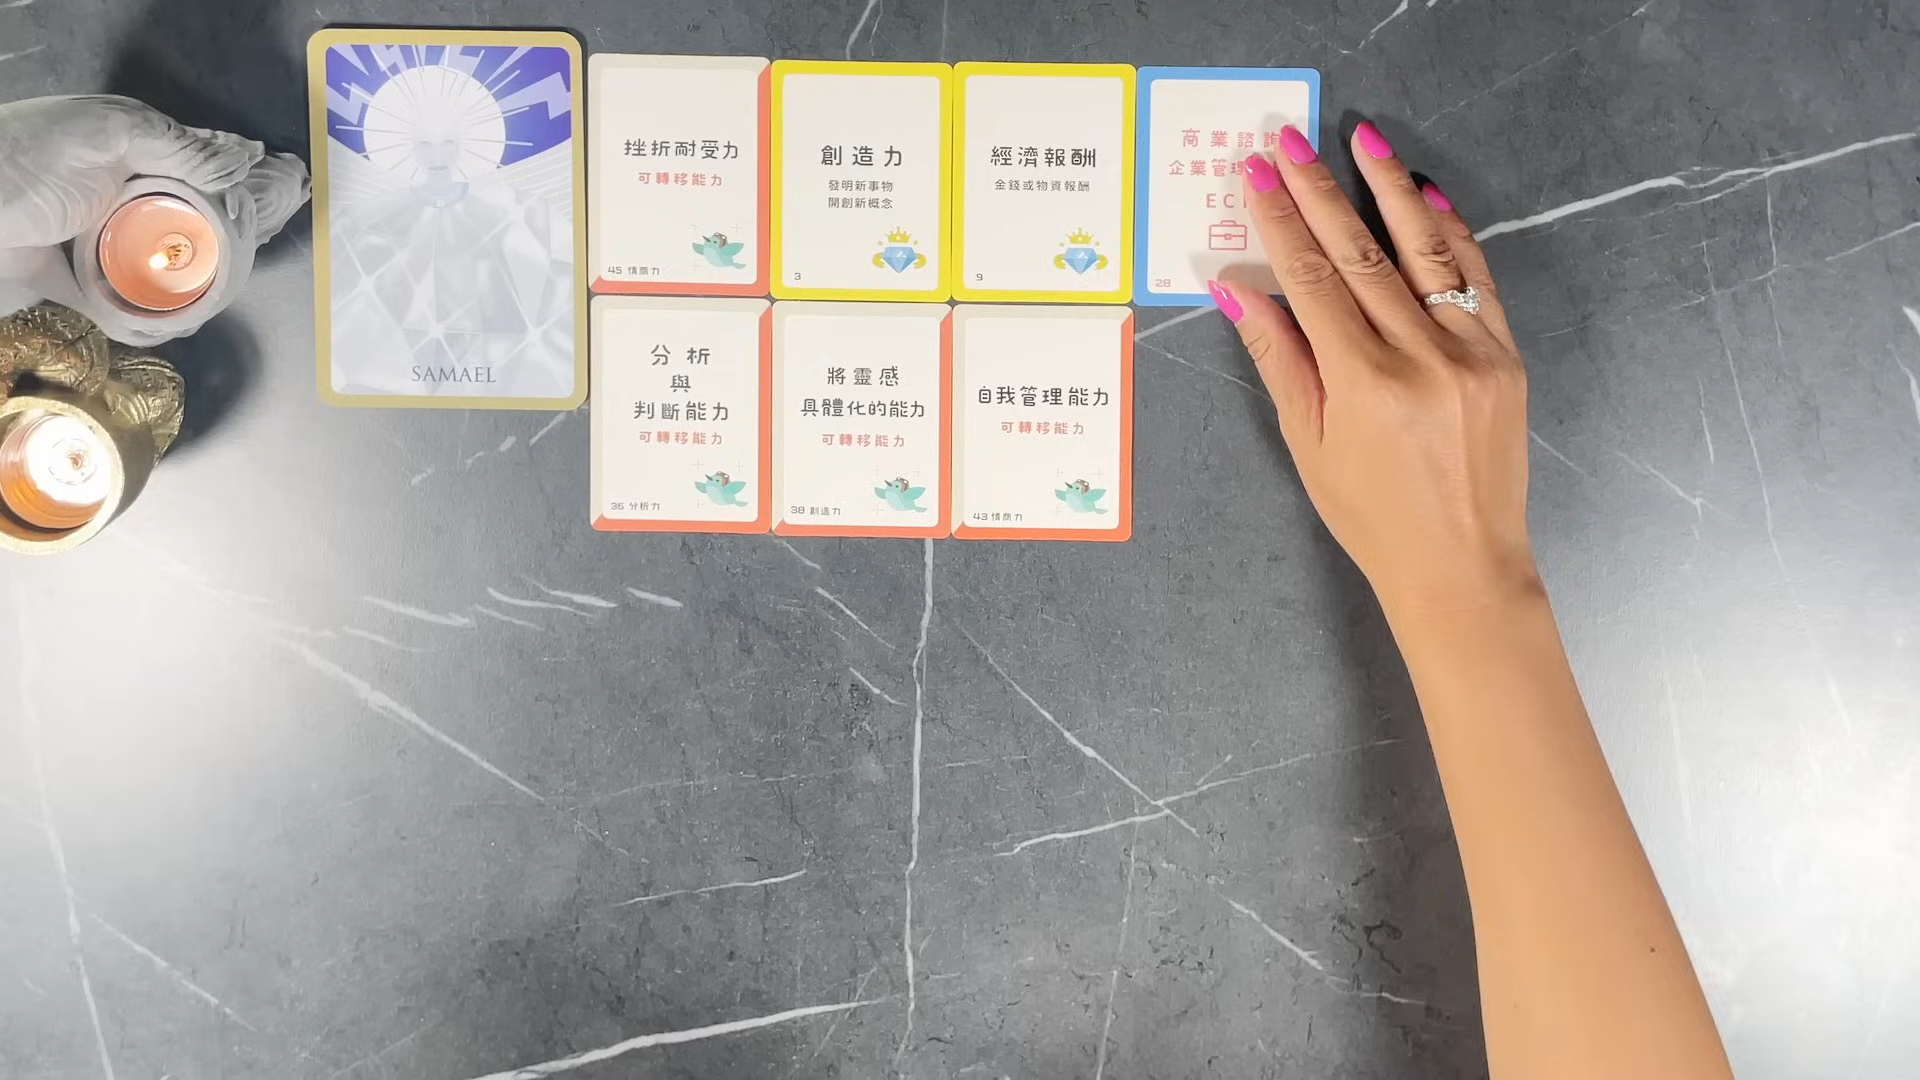 SAMAEL
挫折耐受力
可轉移能力
45 情商力
創造力
發明新事物
開創新概念
3
經濟報酬
金錢或物資報酬
9
商業諮詢
企業管
28
分析
與
判斷能力
可轉移能力
36 分析力
將靈感
具體化的能力
可轉移能力
38 創造力
自我管理能力
可轉移能力
43 情商力